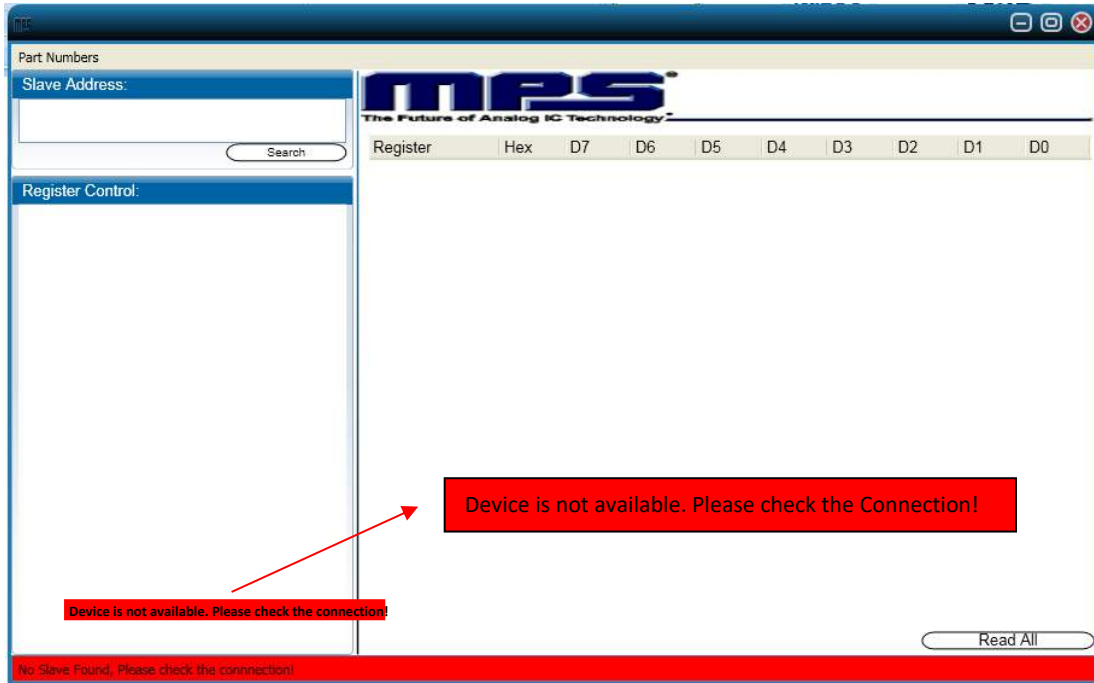 mps
Part Numbers
Slave Address:
Search
Register Control:
mps®
The Future of Analog IC Technology
Register Hex D7 D6 D5 D4 D3 D2 D1 D0
Device is not available. Please check the Connection!
Device is not available. Please check the connection!
Read All
No Slave Found, Please check the connnection!